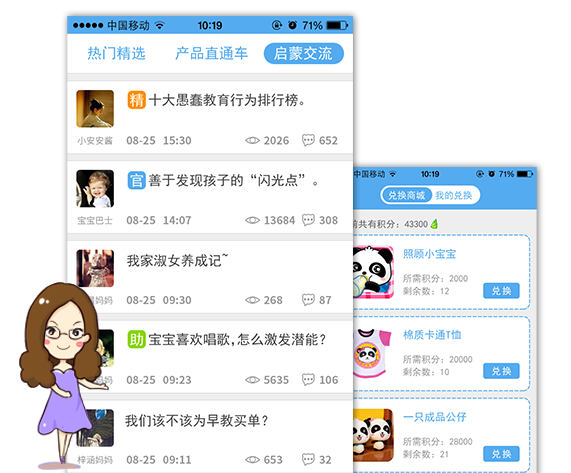 中国移动 10:19 71%
热门精选 产品直通车 启蒙交流
精 十大愚蠢教育行为排行榜。
小安安酱 08-25 15:30 2026 652
官 善于发现孩子的“闪光点”。
宝宝巴士 08-25 14:07 13684 308
我家淑女养成记~
妈妈 08-25 09:30 268 87
助 宝宝喜欢唱歌,怎么激发潜能?
妈妈 08-25 09:23 5635 106
我们该不该为早教买单?
梓涵妈妈 08-25 09:11 653 32
中国移动 10:19 71%
兑换商城 我的兑换
前共有积分: 43300
照顾小宝宝
所需积分: 2000
剩余数: 12 兑换
棉质卡通T恤
所需积分: 20000
剩余数: 10 兑换
一只成品公仔
所需积分: 28000
剩余数: 21 兑换